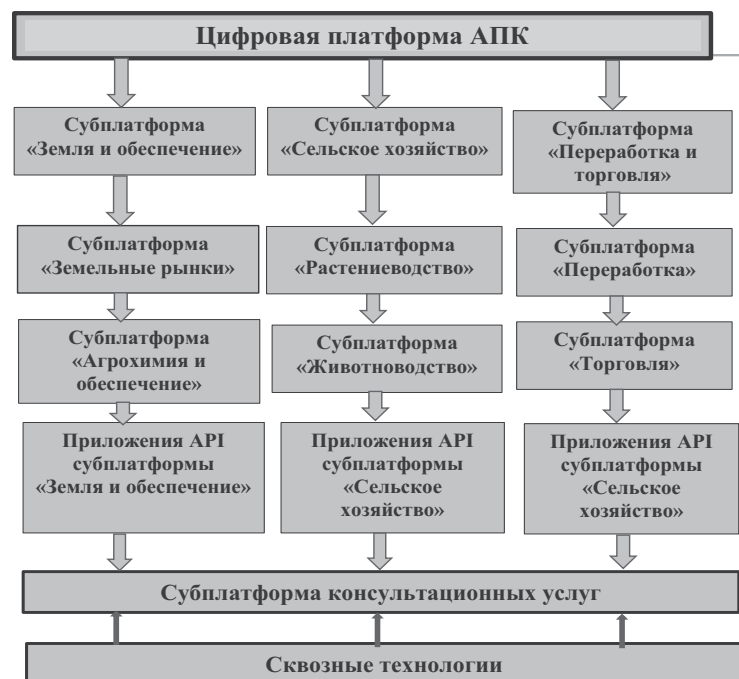 Цифровая платформа АПК
Субплатформа
«Земля и обеспечение»
Субплатформа
«Сельское хозяйство»
Субплатформа
«Переработка и
торговля»
Субплатформа
«Земельные рынки»
Субплатформа
«Растениеводство»
Субплатформа
«Переработка»
Субплатформа
«Агрохимия и
обеспечение»
Субплатформа
«Животноводство»
Субплатформа
«Торговля»
Приложения API
субплатформы
«Земля и обеспечение»
Приложения API
субплатформы
«Сельское
хозяйство»
Приложения API
субплатформы
«Сельское
хозяйство»
Субплатформа консультационных услуг
Сквозные технологии